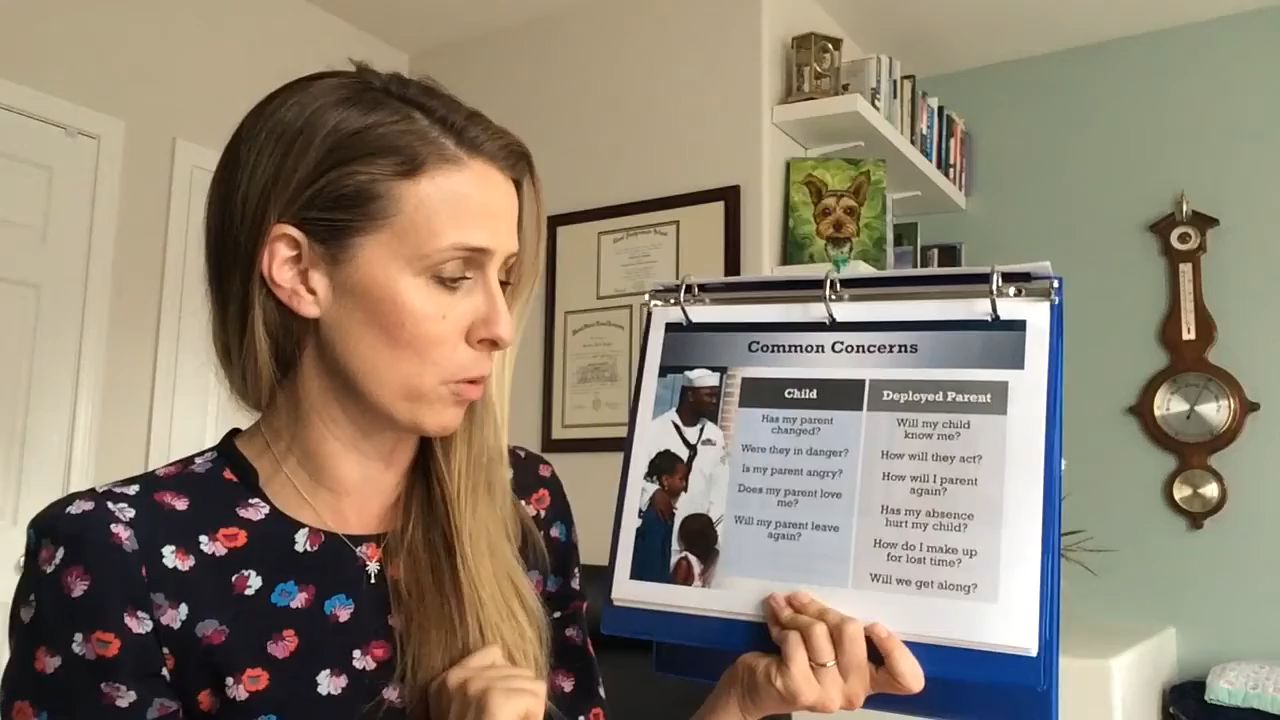 Common Concerns
Child
Has my parent
changed?
Were they in danger?
Is my parent angry?
Does my parent love
me?
Will my parent leave
again?
Deployed Parent
Will my child
know me?
How will they act?
How will I parent
again?
Has my absence
hurt my child?
How do I make up
for lost time?
Will we get along?